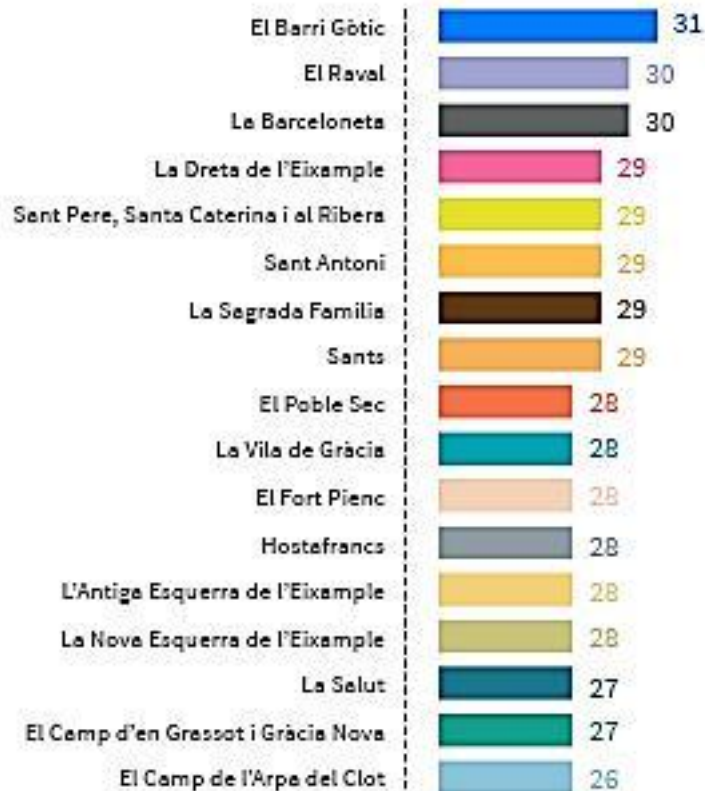 El Barri Gòtic 31
El Raval 30
La Barceloneta 30
La Dreta de l'Eixample 29
Sant Pere, Santa Caterina i al Ribera 29
Sant Antoni 29
La Sagrada Familia 29
Sants 29
El Poble Sec 28
La Vila de Gràcia 28
El Fort Pienc 28
Hostafrancs 28
L'Antiga Esquerra de l'Eixample 28
La Nova Esquerra de l'Eixample 28
La Salut 27
El Camp d'en Grassot i Gràcia Nova 27
El Camp de l'Arpa del Clot 26